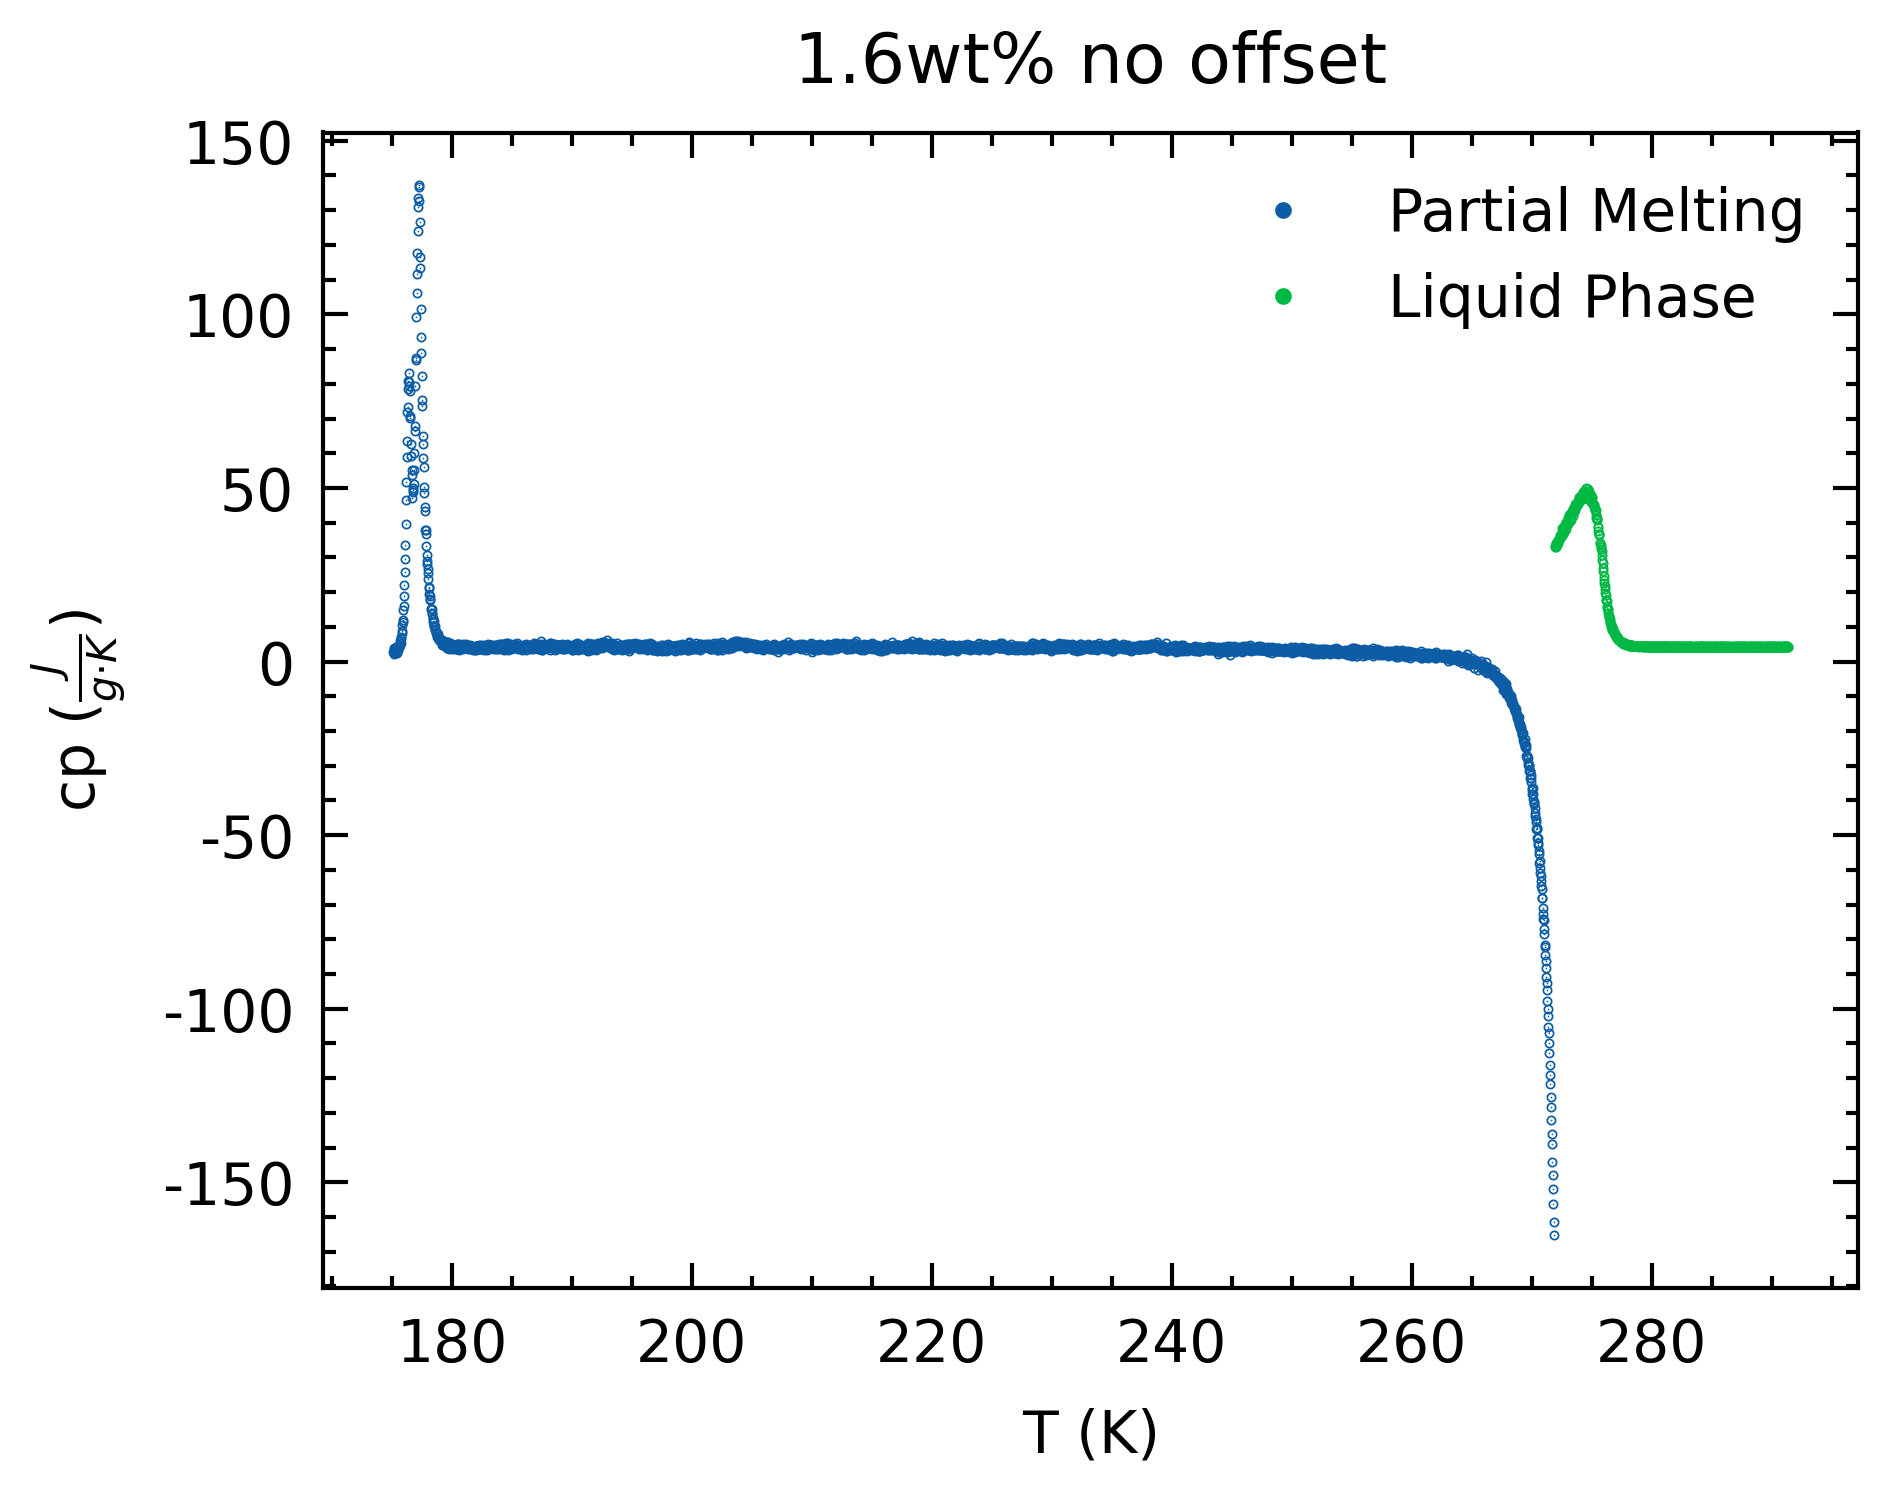 1.6wt% no offset
150
100
50
0
-50
-100
-150
cp (J/g·K)
Partial Melting
Liquid Phase
180 200 220 240 260 280
T (K)